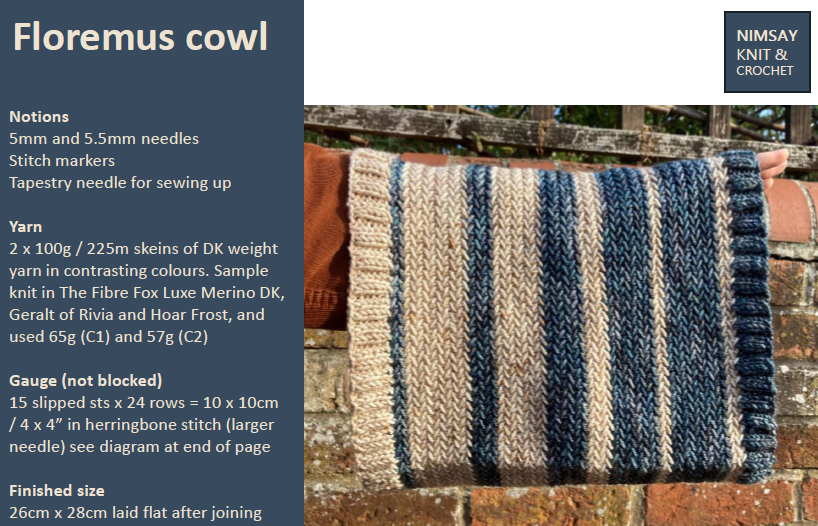 Floremus cowl
NIMSAY
KNIT &
CROCHET
Notions
5mm and 5.5mm needles
Stitch markers
Tapestry needle for sewing up
Yarn
2 x 100g / 225m skeins of DK weight
yarn in contrasting colours. Sample
knit in The Fibre Fox Luxe Merino DK,
Geralt of Rivia and Hoar Frost, and
used 65g (C1) and 57g (C2)
Gauge (not blocked)
15 slipped sts x 24 rows = 10 x 10cm
/ 4 x 4” in herringbone stitch (larger
needle) see diagram at end of page
Finished size
26cm x 28cm laid flat after joining